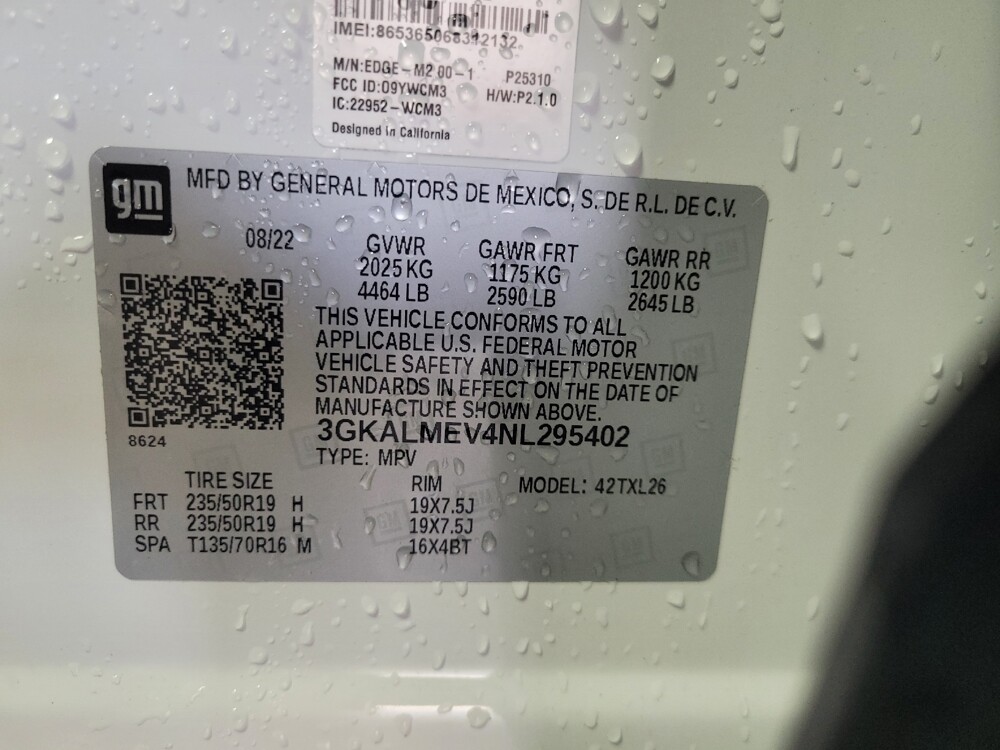 IMEI:865365068312132
M/N:EDGE-M2 00-1 P25310
FCC ID:O9YWCM3 H/W:P2.1.0
IC:22952-WCM3
Designed in California
gm MFD BY GENERAL MOTORS DE MEXICO, S. DE R.L. DE C.V.
08/22 GVWR GAWR FRT GAWR RR
2025 KG 1175 KG 1200 KG
4464 LB 2590 LB 2645 LB
THIS VEHICLE CONFORMS TO ALL
APPLICABLE U.S. FEDERAL MOTOR
VEHICLE SAFETY AND THEFT PREVENTION
STANDARDS IN EFFECT ON THE DATE OF
MANUFACTURE SHOWN ABOVE.
3GKALMEV4NL295402
8624
TYPE: MPV
TIRE SIZE RIM MODEL: 42TXL26
FRT 235/50R19 H 19X7.5J
RR 235/50R19 H 19X7.5J
SPA T135/70R16 M 16X4BT